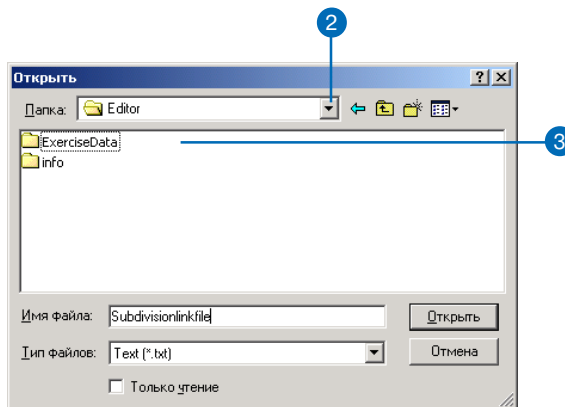 2
Открыть
Папка: Editor
ExerciseData
3
info
Имя файла: Subdivisionlinkfile Открыть
Тип файлов: Text (*.txt) Отмена
Только чтение